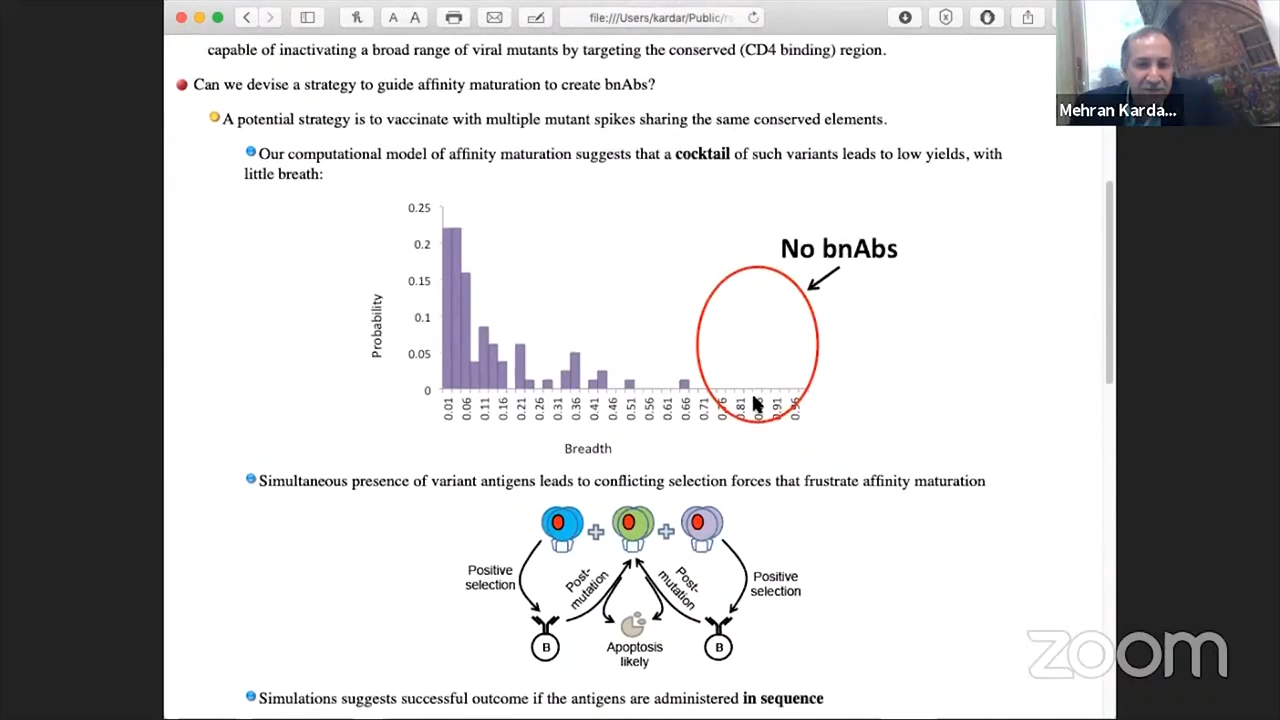 file:///Users/kardar/Public/
capable of inactivating a broad range of viral mutants by targeting the conserved (CD4 binding) region.
Mehran Karda...
Can we devise a strategy to guide affinity maturation to create bnAbs?
A potential strategy is to vaccinate with multiple mutant spikes sharing the same conserved elements.
Our computational model of affinity maturation suggests that a cocktail of such variants leads to low yields, with
little breath:
0.25
0.2
0.15
0.1
0.05
0
Probability
No bnAbs
0.01 0.06 0.11 0.16 0.21 0.26 0.31 0.36 0.41 0.46 0.51 0.56 0.61 0.66 0.71 0.76 0.81 0.91 0.96
Breadth
Simultaneous presence of variant antigens leads to conflicting selection forces that frustrate affinity maturation
Positive
selection
Post-
mutation
Post-
mutation
Positive
selection
B
B
Apoptosis
likely
zoom
Simulations suggests successful outcome if the antigens are administered in sequence